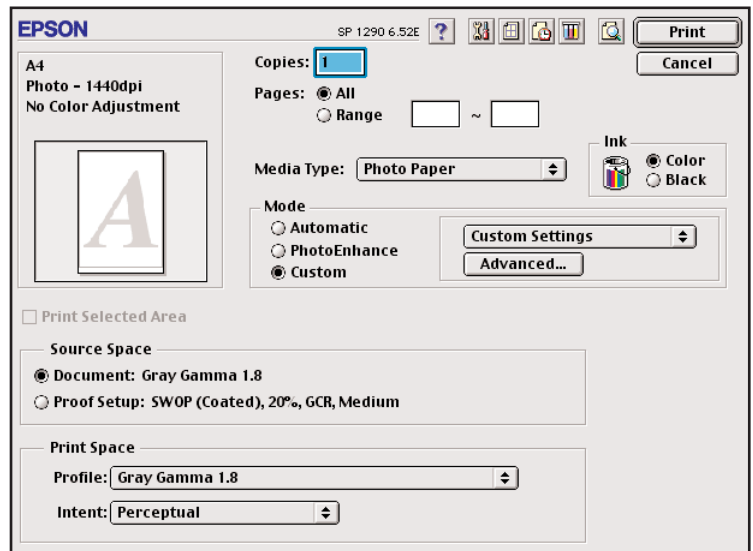 EPSON
SP 1290 6.52E
?
Print
A4
Photo - 1440dpi
No Color Adjustment
A
Copies: 1
Cancel
Pages: All
Range ~
Media Type: Photo Paper
Ink
Color
Black
Mode
Automatic
PhotoEnhance
Custom
Custom Settings
Advanced...
Print Selected Area
Source Space
Document: Gray Gamma 1.8
Proof Setup: SWOP (Coated), 20%, GCR, Medium
Print Space
Profile: Gray Gamma 1.8
Intent: Perceptual